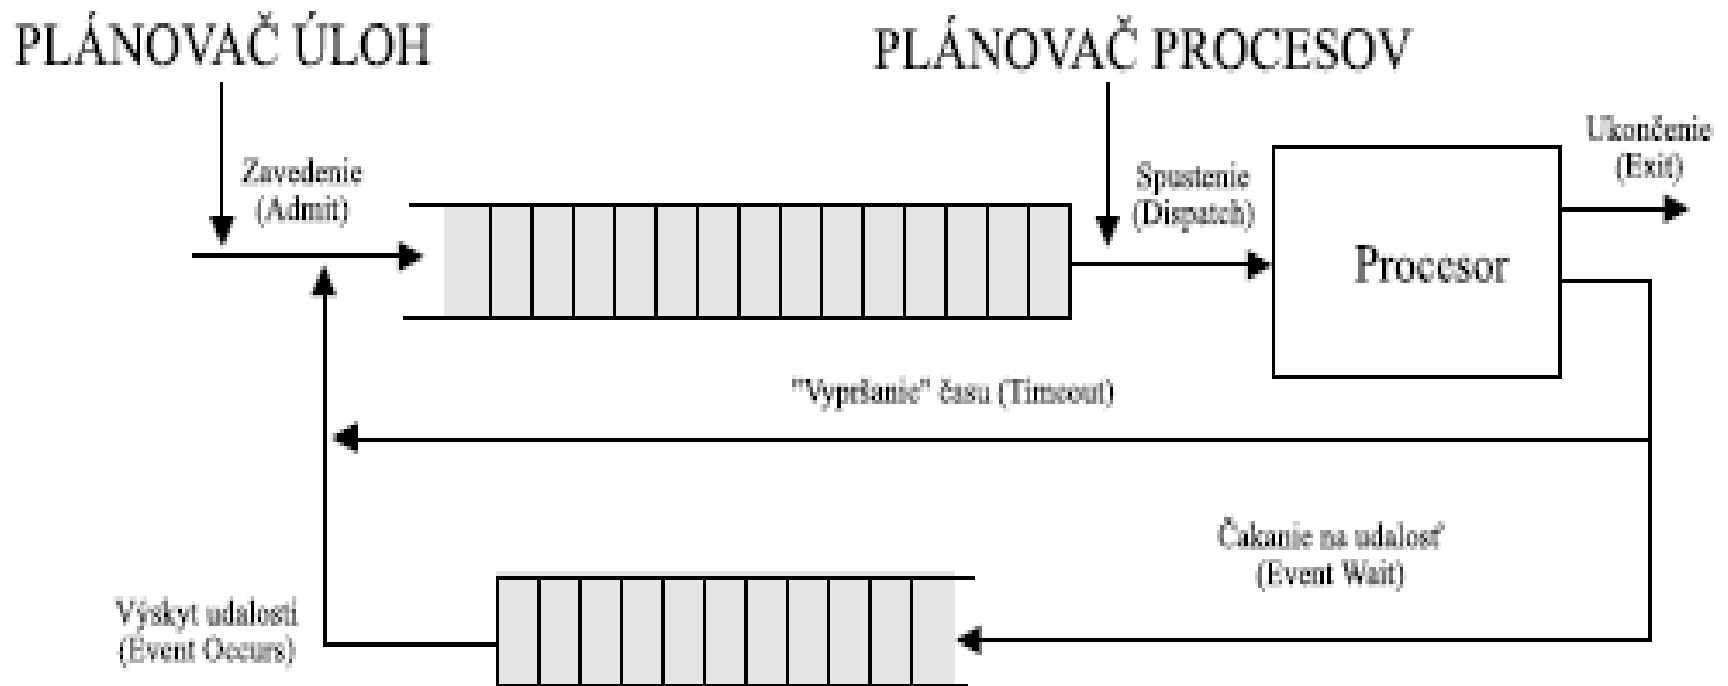 PLÁNOVAČ ÚLOH
PLÁNOVAČ PROCESOV
Zavedenie
(Admit)
Spustenie
(Dispatch)
Ukončenie
(Exit)
Procesor
"Vypršanie" času (Timeout)
Čakanie na udalosť
(Event Wait)
Výskyt udalosti
(Event Occurs)